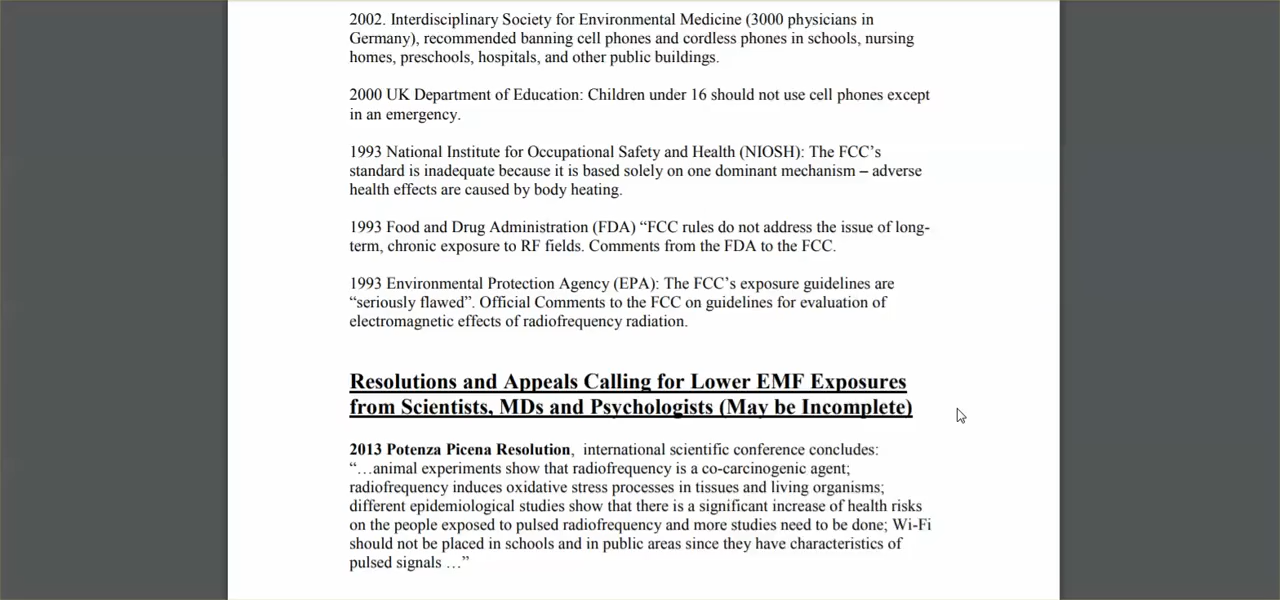 2002. Interdisciplinary Society for Environmental Medicine (3000 physicians in
Germany), recommended banning cell phones and cordless phones in schools, nursing
homes, preschools, hospitals, and other public buildings.
2000 UK Department of Education: Children under 16 should not use cell phones except
in an emergency.
1993 National Institute for Occupational Safety and Health (NIOSH): The FCC’s
standard is inadequate because it is based solely on one dominant mechanism – adverse
health effects are caused by body heating.
1993 Food and Drug Administration (FDA) “FCC rules do not address the issue of long-
term, chronic exposure to RF fields. Comments from the FDA to the FCC.
1993 Environmental Protection Agency (EPA): The FCC’s exposure guidelines are
“seriously flawed”. Official Comments to the FCC on guidelines for evaluation of
electromagnetic effects of radiofrequency radiation.
Resolutions and Appeals Calling for Lower EMF Exposures
from Scientists, MDs and Psychologists (May be Incomplete)
2013 Potenza Picena Resolution, international scientific conference concludes:
“…animal experiments show that radiofrequency is a co-carcinogenic agent;
radiofrequency induces oxidative stress processes in tissues and living organisms;
different epidemiological studies show that there is a significant increase of health risks
on the people exposed to pulsed radiofrequency and more studies need to be done; Wi-Fi
should not be placed in schools and in public areas since they have characteristics of
pulsed signals …”